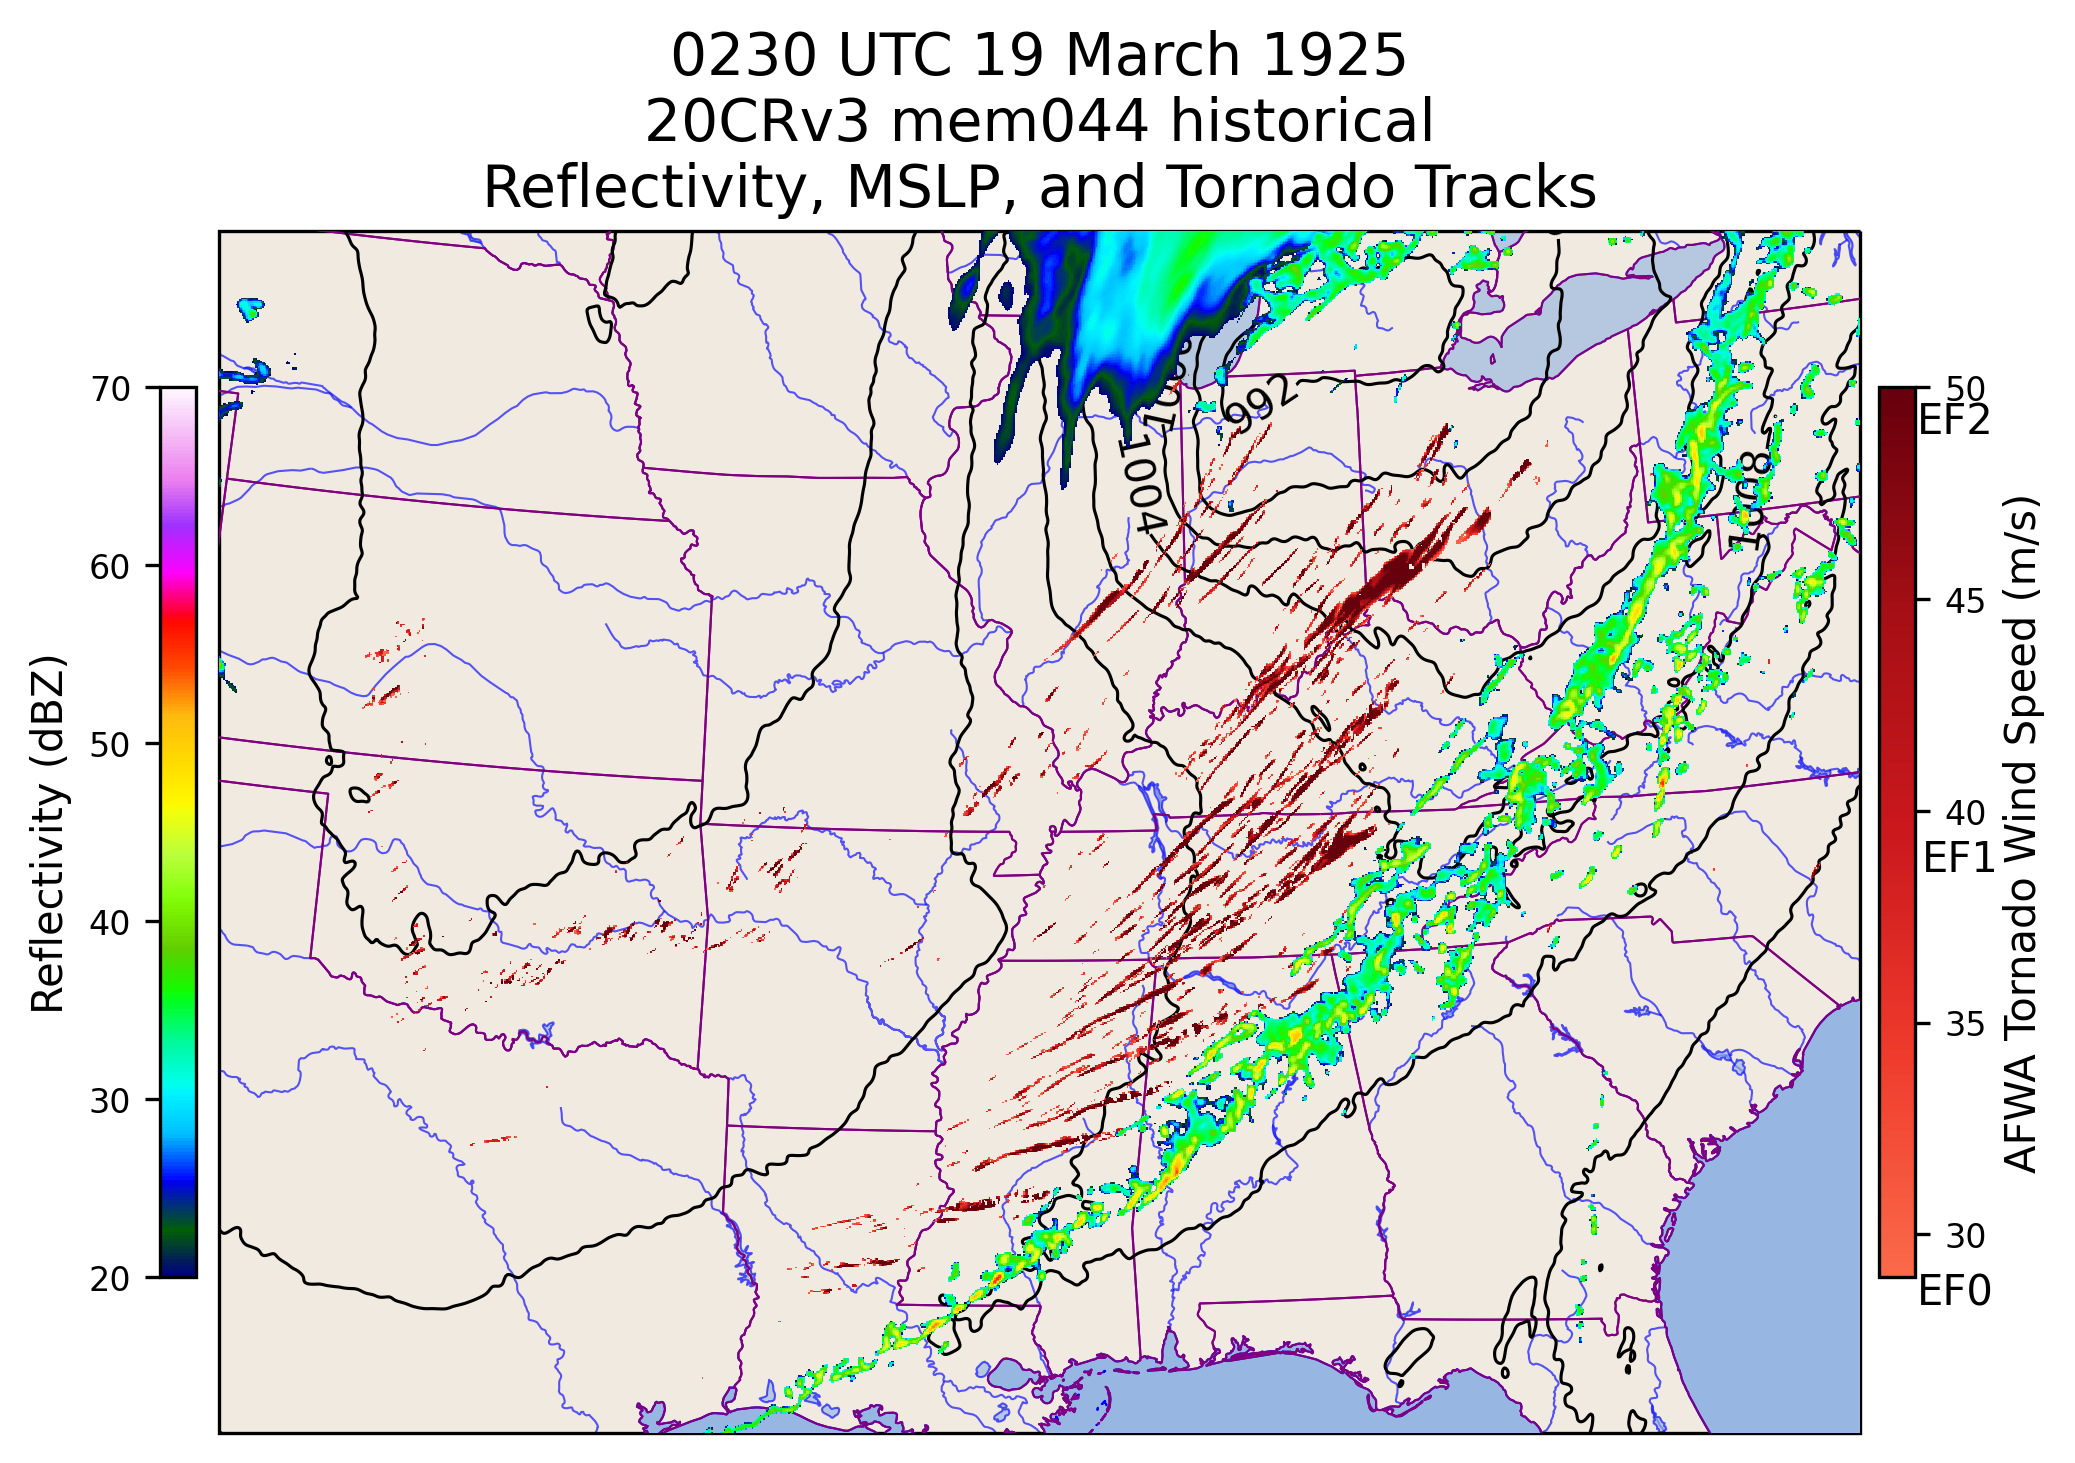 0230 UTC 19 March 1925
20CRv3 mem044 historical
Reflectivity, MSLP, and Tornado Tracks
70
60
50
40
30
20
Reflectivity (dBZ)
992
1004
1008
50
EF2
45
40
EF1
35
30
EF0
AFWA Tornado Wind Speed (m/s)